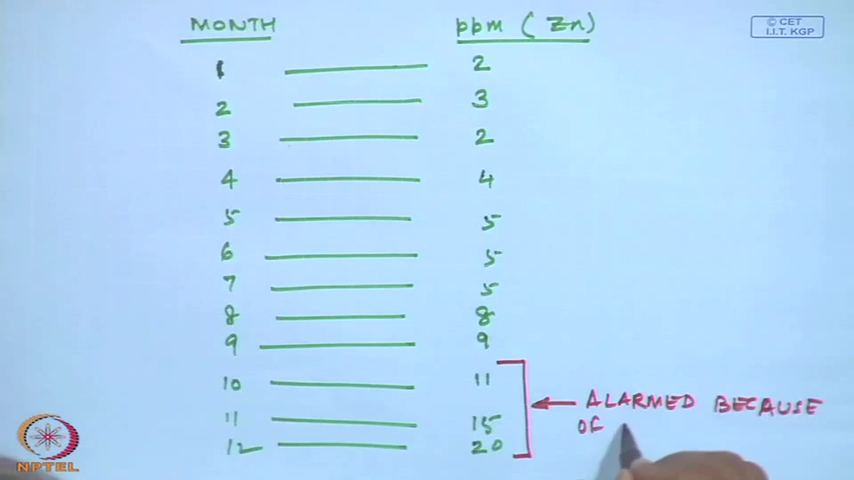 MONTH ppm (Zn)
© CET
I.I.T. KGP
1 2
2 3
3 2
4 4
5 5
6 5
7 5
8 8
9 9
10 11
11 15
12 20
ALARMED BECAUSE
OF
NPTEL